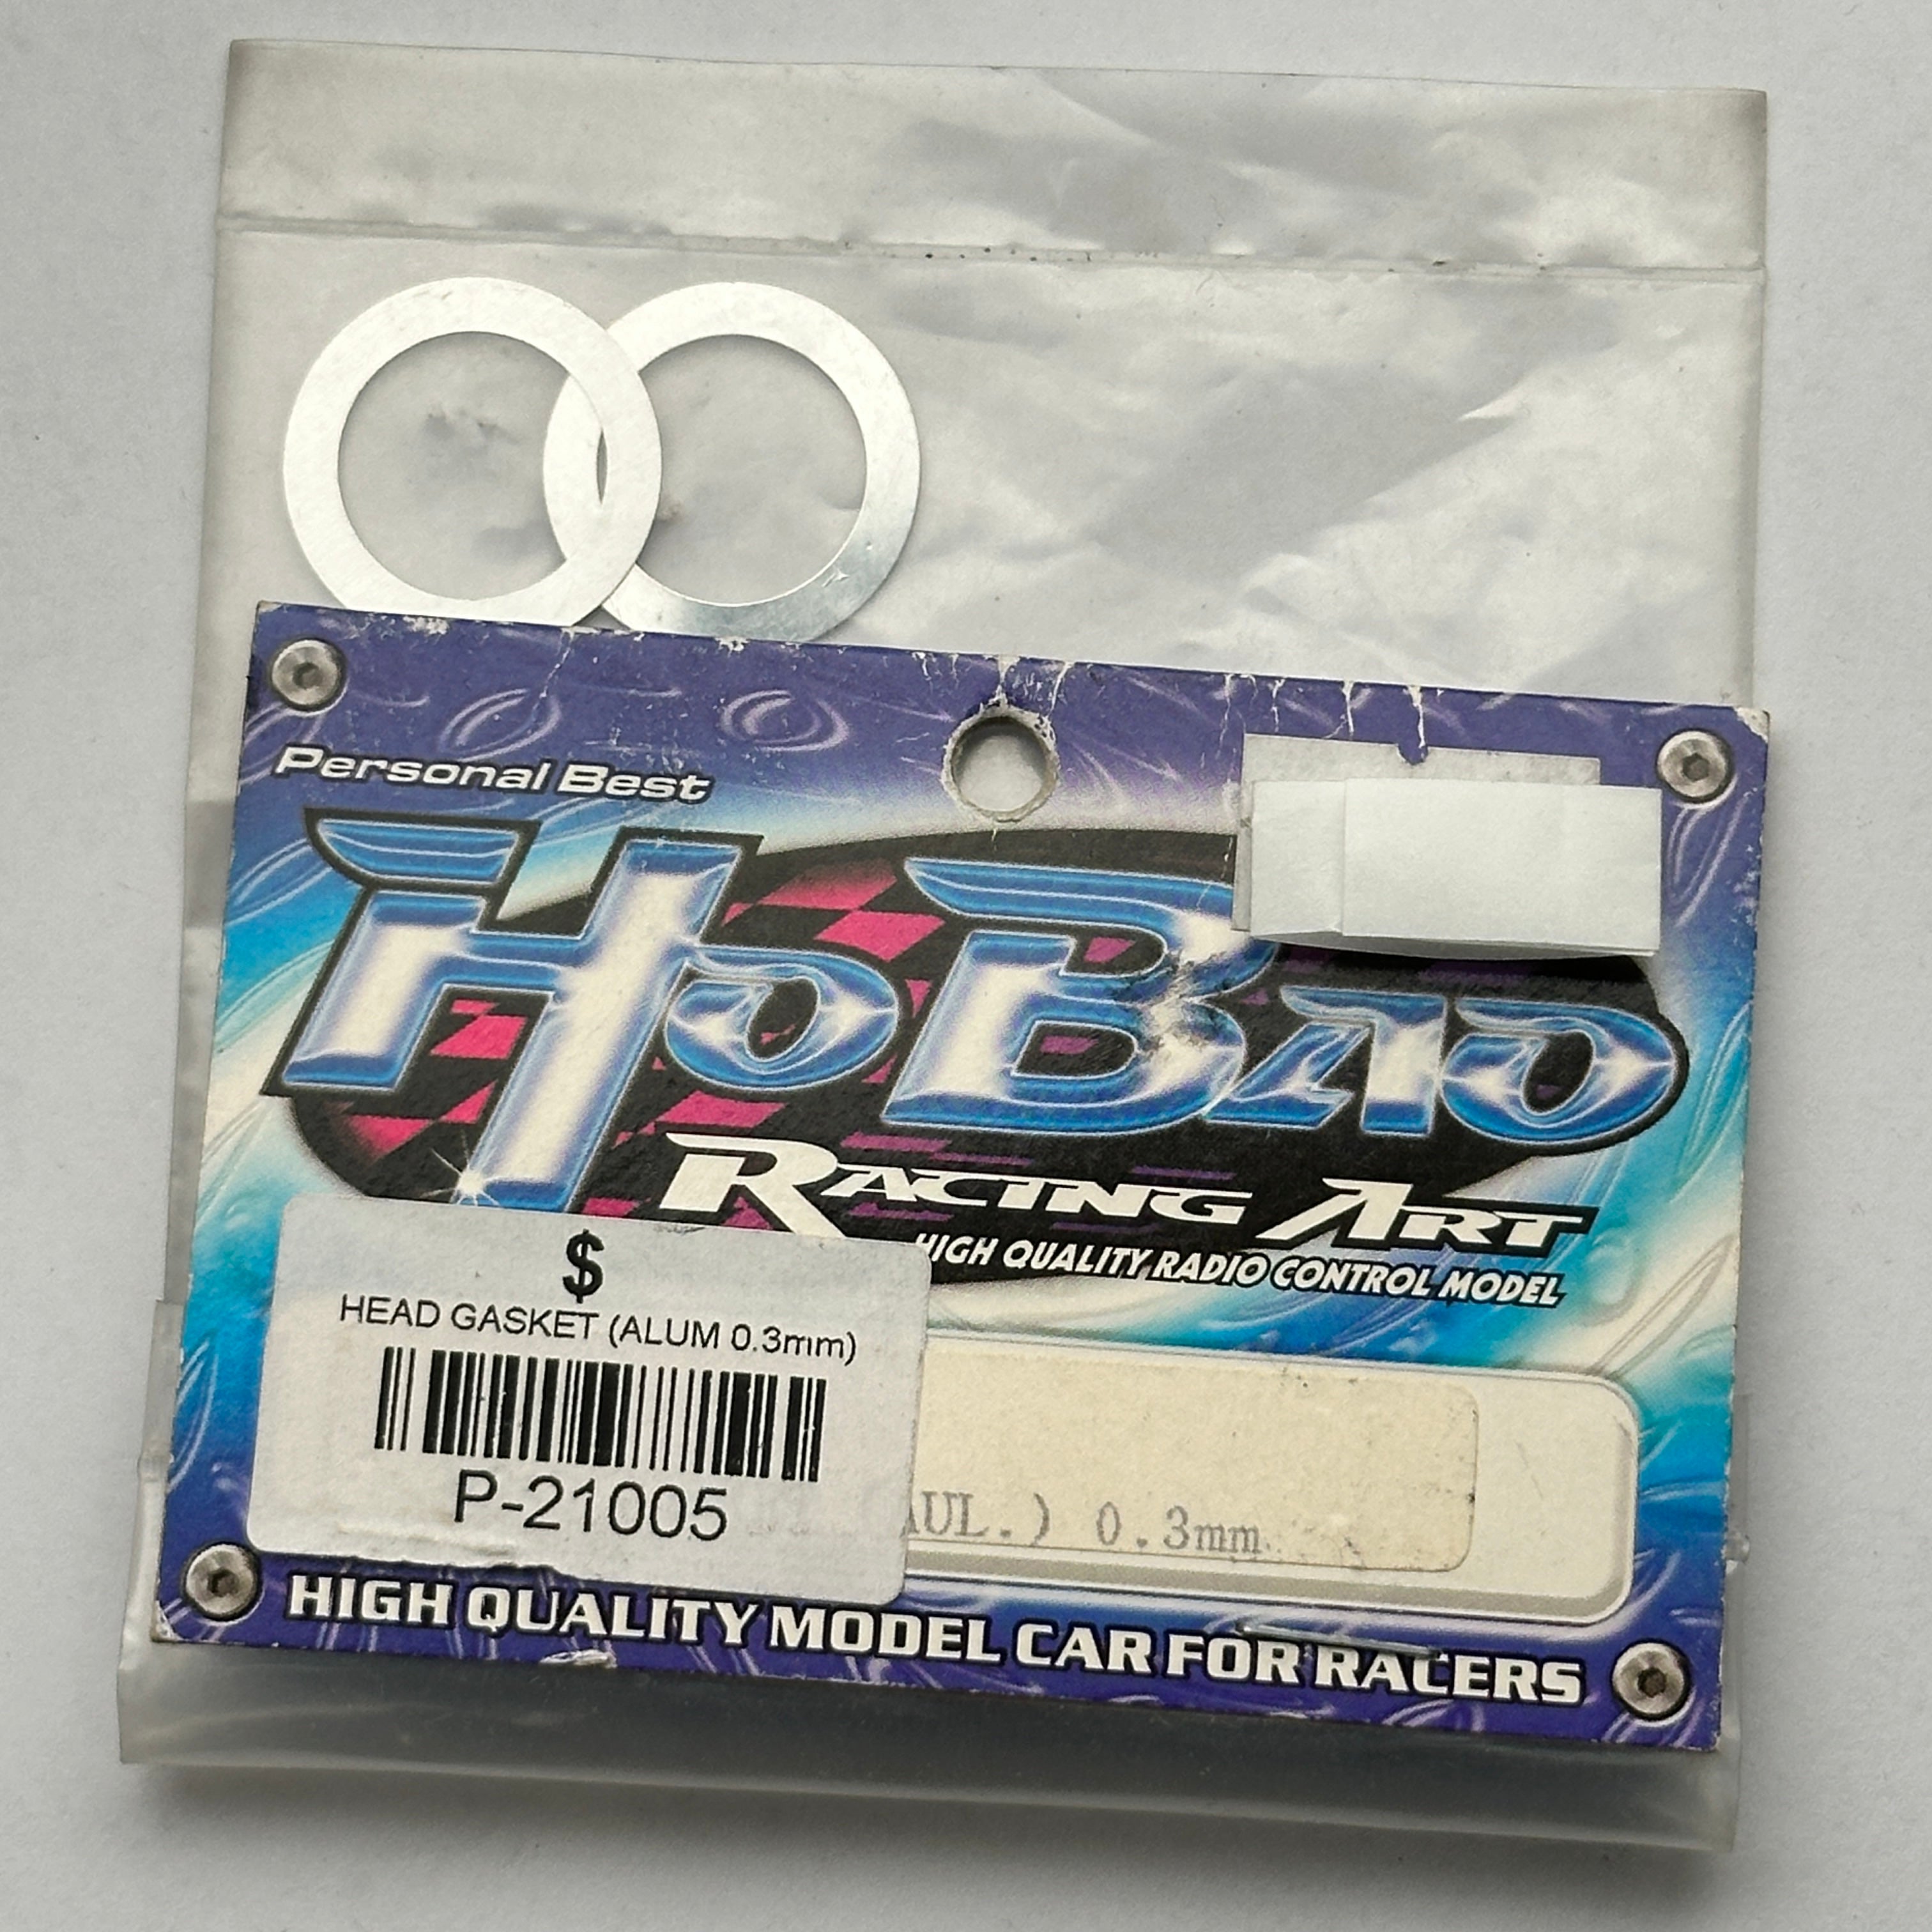 Personal Best
HoBao
Racing Art
HIGH QUALITY RADIO CONTROL MODEL
$
HEAD GASKET (ALUM 0.3mm)
P-21005
AUL.) 0.3mm
HIGH QUALITY MODEL CAR FOR RACERS